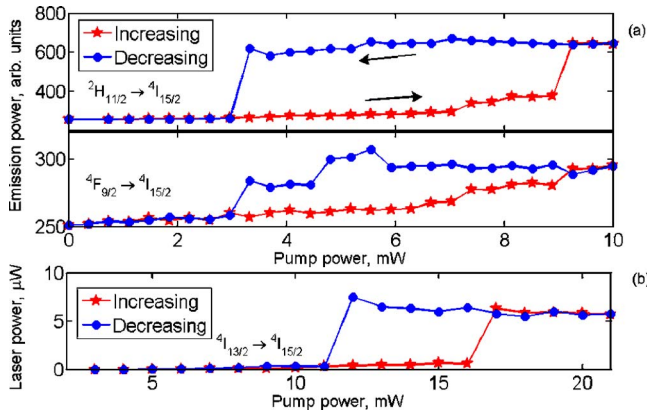 (a)
800
600
400
Increasing
Decreasing
²H₁₁/₂→⁴I₁₅/₂
Emission power, arb. units
300
250
⁴F₉/₂→⁴I₁₅/₂
0 2 4 6 8 10
Pump power, mW
(b)
10
5
0
Laser power, μW
Increasing
Decreasing
⁴I₁₃/₂→⁴I₁₅/₂
5 10 15 20
Pump power, mW